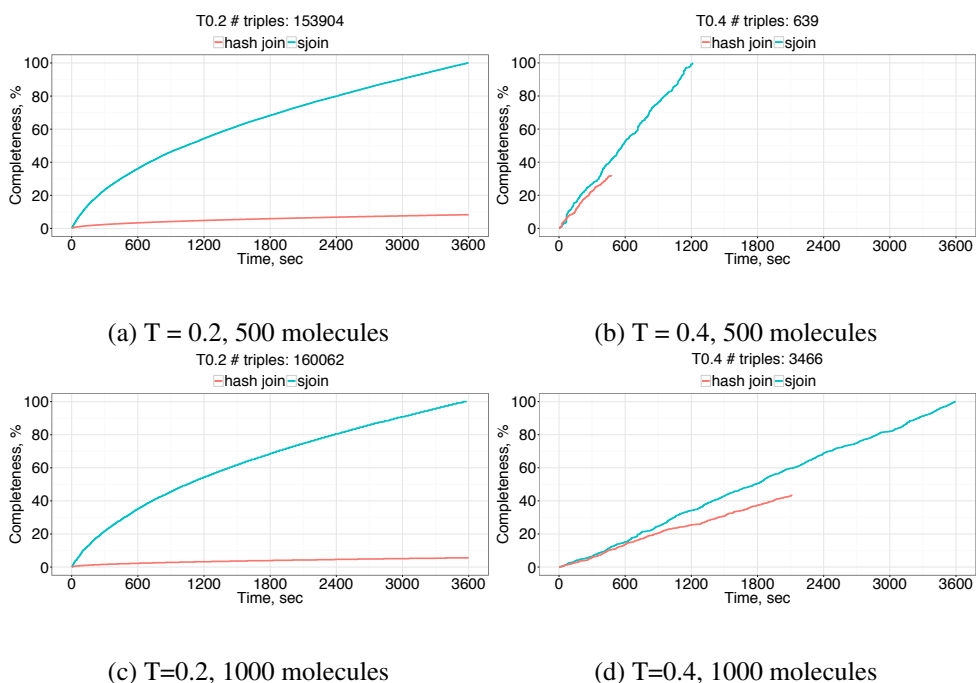 T0.2 # triples: 153904
hash join sjoin
Completeness, %
100
80
60
40
20
0
0 600 1200 1800 2400 3000 3600
Time, sec
(a) T = 0.2, 500 molecules
T0.4 # triples: 639
hash join sjoin
Completeness, %
100
80
60
40
20
0
0 600 1200 1800 2400 3000 3600
Time, sec
(b) T = 0.4, 500 molecules
T0.2 # triples: 160062
hash join sjoin
Completeness, %
100
80
60
40
20
0
0 600 1200 1800 2400 3000 3600
Time, sec
(c) T=0.2, 1000 molecules
T0.4 # triples: 3466
hash join sjoin
Completeness, %
100
80
60
40
20
0
0 600 1200 1800 2400 3000 3600
Time, sec
(d) T=0.4, 1000 molecules